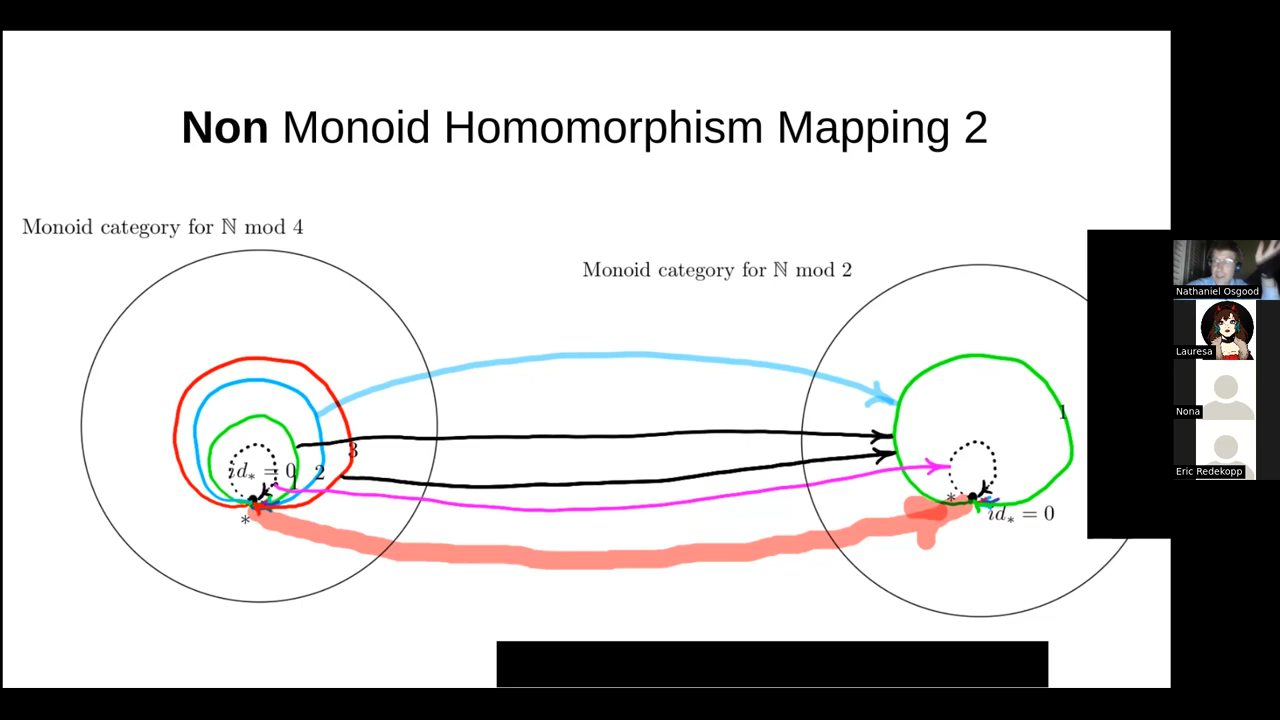 Non Monoid Homomorphism Mapping 2
Monoid category for ℕ mod 4
Monoid category for ℕ mod 2
id* = 0
1
2
3
*
1
*
id* = 0
Nathaniel Osgood
Lauresa
Nona
Eric Redekopp